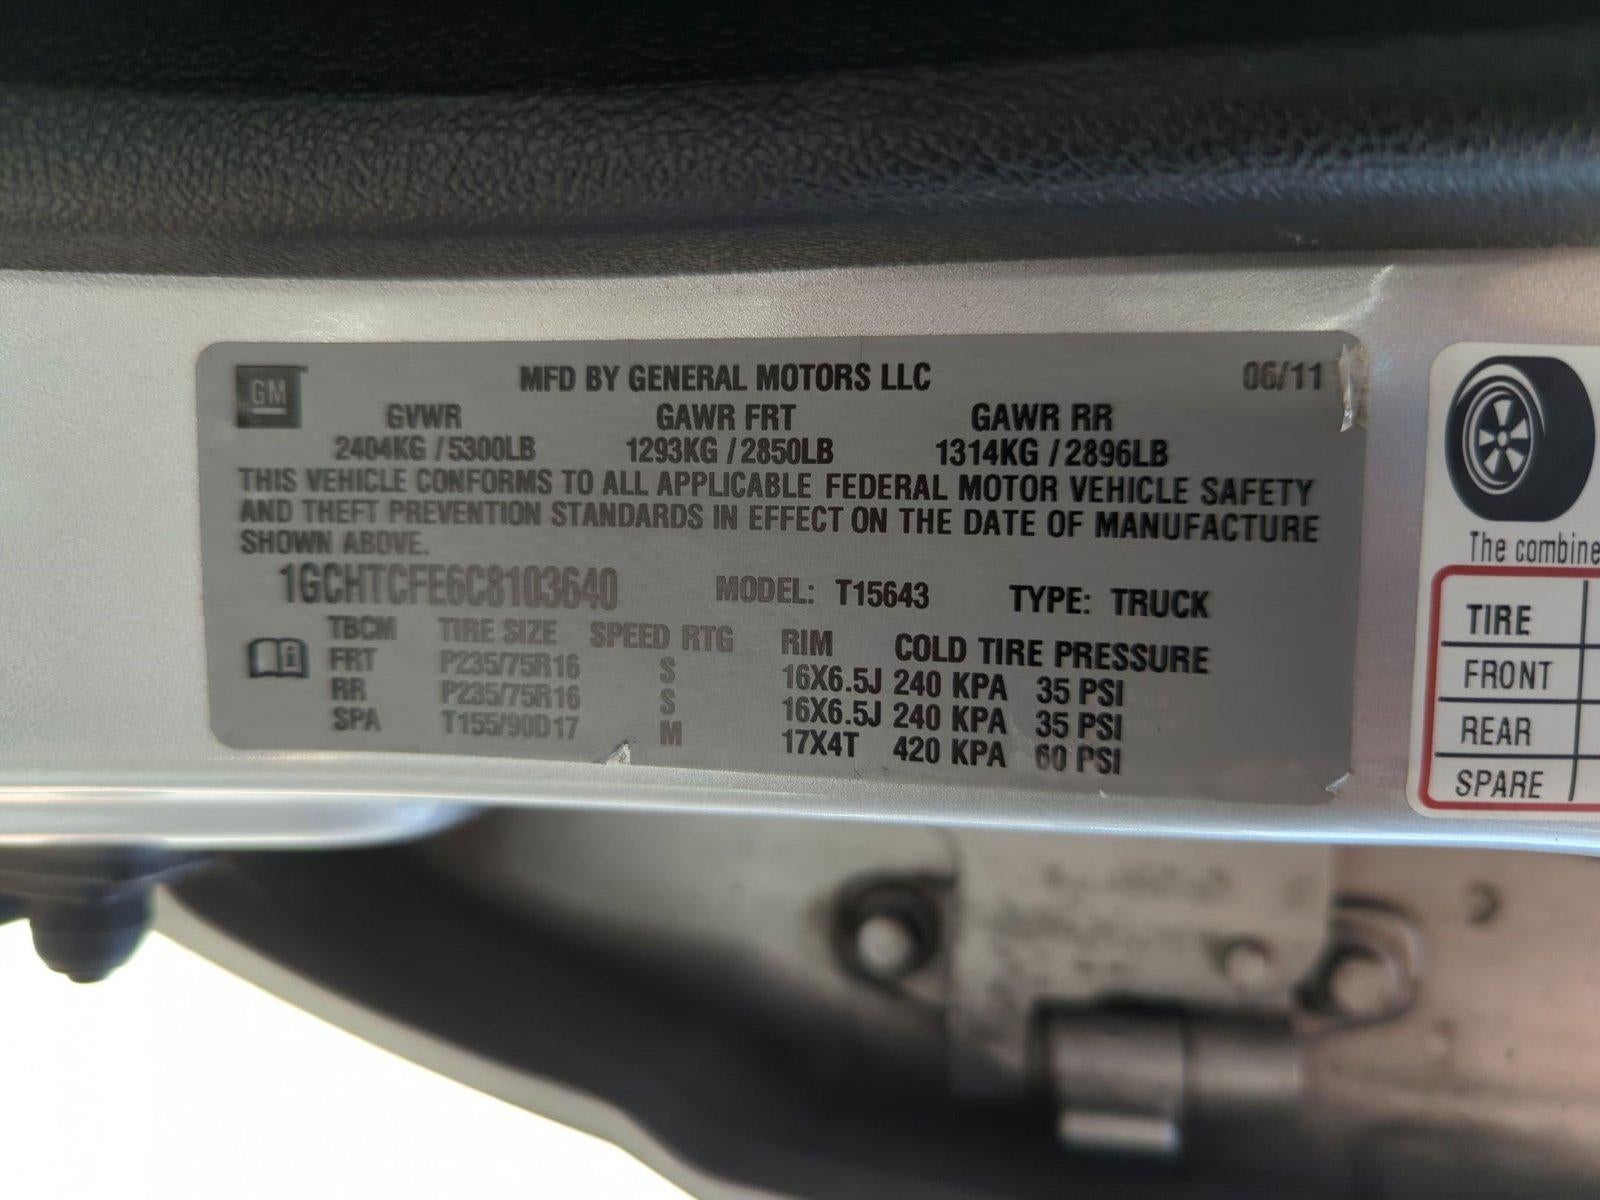 GM
MFD BY GENERAL MOTORS LLC 06/11
GVWR GAWR FRT GAWR RR
2404KG / 5300LB 1293KG / 2850LB 1314KG / 2896LB
THIS VEHICLE CONFORMS TO ALL APPLICABLE FEDERAL MOTOR VEHICLE SAFETY
AND THEFT PREVENTION STANDARDS IN EFFECT ON THE DATE OF MANUFACTURE
SHOWN ABOVE.
1GCHTCFE6C8103640 MODEL: T15643 TYPE: TRUCK
TBCM TIRE SIZE SPEED RTG RIM COLD TIRE PRESSURE
FRT P235/75R16 S 16X6.5J 240 KPA 35 PSI
RR P235/75R16 S 16X6.5J 240 KPA 35 PSI
SPA T155/90D17 M 17X4T 420 KPA 60 PSI
The combine
TIRE
FRONT
REAR
SPARE